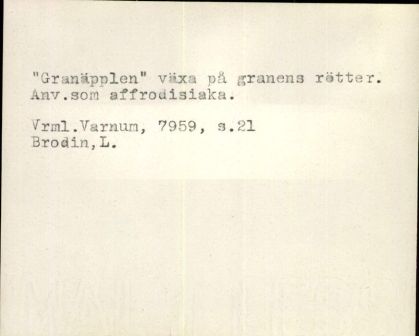 "Granäpplen" växa på granens rötter.
Anv.som affrodisiaka.
Vrml.Varnum, 7959, s.21
Brodin,L.